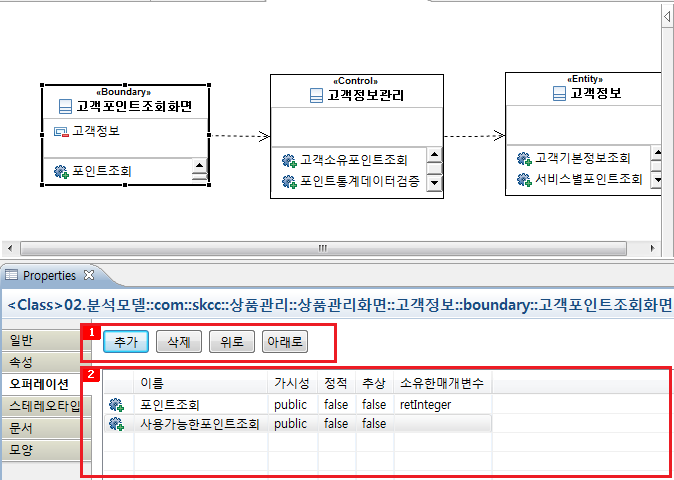 «Boundary»
고객포인트조회화면
고객정보
포인트조회
«Control»
고객정보관리
고객소유포인트조회
포인트통계데이터검증
«Entity»
고객정보
고객기본정보조회
서비스별포인트조회
Properties
<Class>02.분석모델::com::skcc::상품관리::상품관리화면::고객정보::boundary::고객포인트조회화면
일반
속성
오퍼레이션
스테레오타입
문서
모양
1
추가 삭제 위로 아래로
2
이름 가시성 정적 추상 소유한매개변수
포인트조회 public false false retInteger
사용가능한포인트조회 public false false